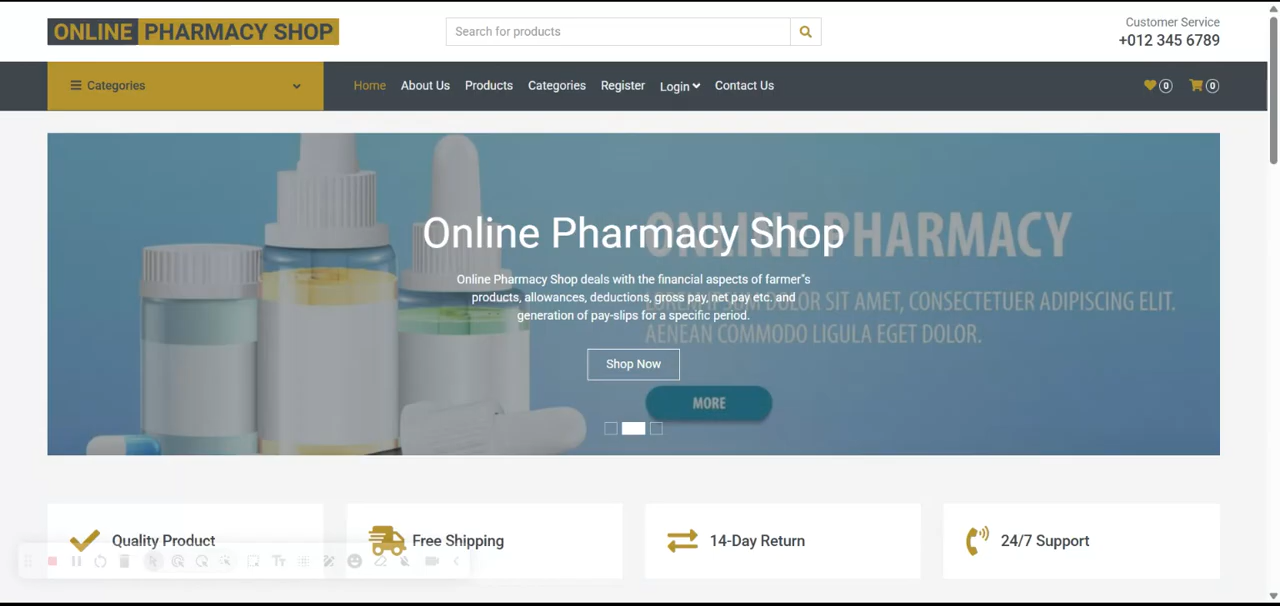 ONLINE PHARMACY SHOP
Search for products
Customer Service
+012 345 6789
Categories
Home About Us Products Categories Register Login Contact Us
0 0
ONLINE PHARMACY
Online Pharmacy Shop
Online Pharmacy Shop deals with the financial aspects of farmer"s
products, allowances, deductions, gross pay, net pay etc. and
generation of pay-slips for a specific period.
DOLOR SIT AMET, CONSECTETUER ADIPISCING ELIT.
AENEAN COMMODO LIGULA EGET DOLOR.
Shop Now
MORE
Quality Product
Free Shipping
14-Day Return
24/7 Support